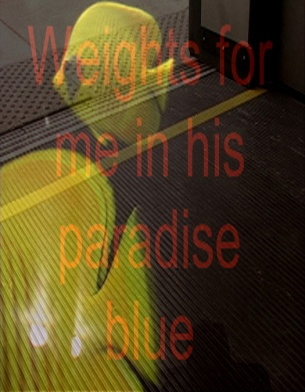 Weights for
me in his
paradise
blue